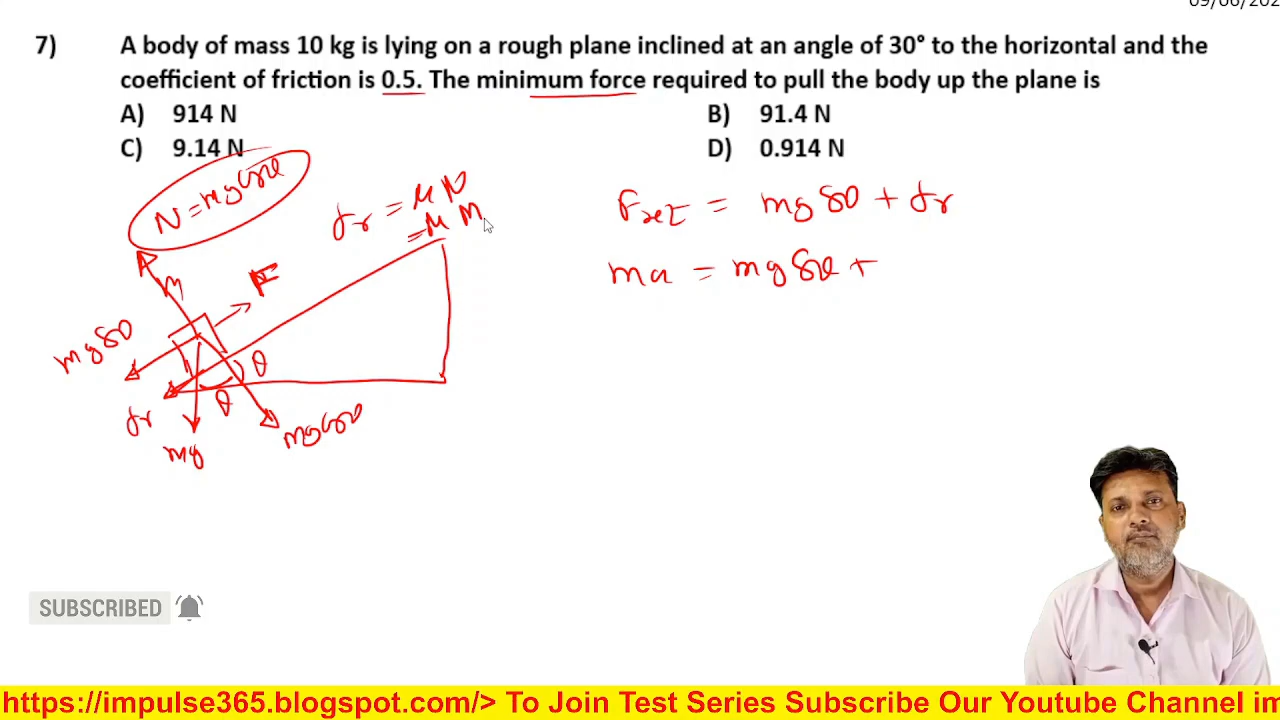 09/06/202
7) A body of mass 10 kg is lying on a rough plane inclined at an angle of 30° to the horizontal and the
coefficient of friction is 0.5. The minimum force required to pull the body up the plane is
A) 914 N B) 91.4 N
C) 9.14 N D) 0.914 N
N = mg cosθ
fr = μ N
= μ m
F
mg sinθ
θ
θ
fr
mg
mg cosθ
= mg sinθ + fr
ma = mg sinθ +
SUBSCRIBED
https://impulse365.blogspot.com/> To Join Test Series Subscribe Our Youtube Channel im